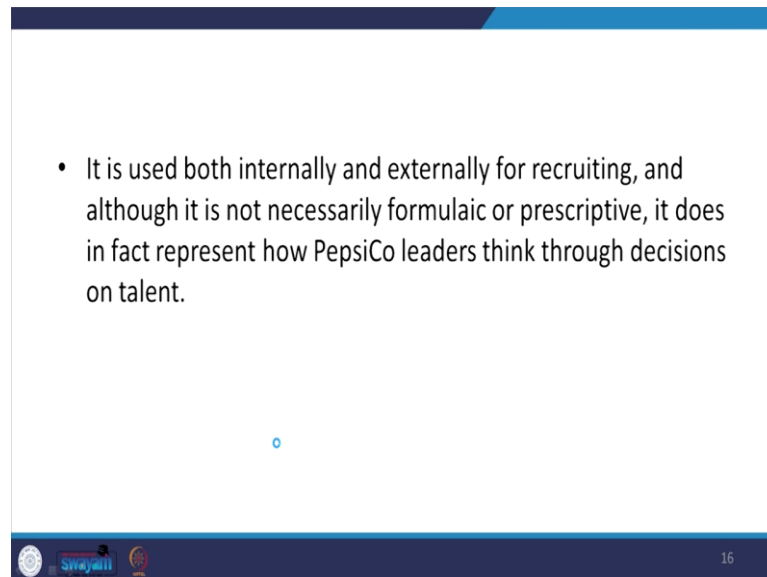 • It is used both internally and externally for recruiting, and
although it is not necessarily formulaic or prescriptive, it does
in fact represent how PepsiCo leaders think through decisions
on talent.
swayam
16